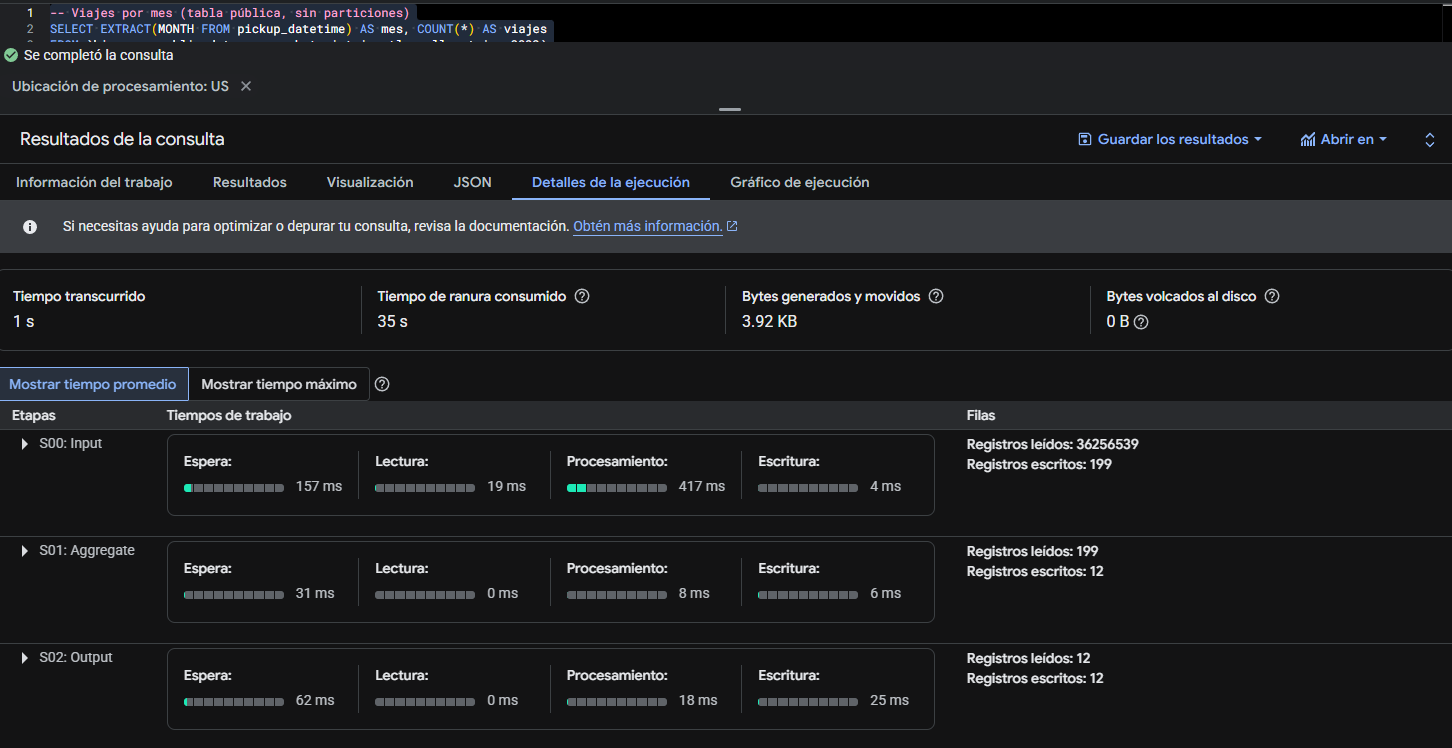 1 -- Viajes por mes (tabla pública, sin particiones)
2 SELECT EXTRACT(MONTH FROM pickup_datetime) AS mes, COUNT(*) AS viajes
Se completó la consulta
Ubicación de procesamiento: US
Resultados de la consulta
Guardar los resultados
Abrir en
Información del trabajo
Resultados
Visualización
JSON
Detalles de la ejecución
Gráfico de ejecución
Si necesitas ayuda para optimizar o depurar tu consulta, revisa la documentación. Obtén más información.
Tiempo transcurrido
1 s
Tiempo de ranura consumido
35 s
Bytes generados y movidos
3.92 KB
Bytes volcados al disco
0 B
Mostrar tiempo promedio
Mostrar tiempo máximo
Etapas
Tiempos de trabajo
Filas
S00: Input
Espera:
157 ms
Lectura:
19 ms
Procesamiento:
417 ms
Escritura:
4 ms
Registros leídos: 36256539
Registros escritos: 199
S01: Aggregate
Espera:
31 ms
Lectura:
0 ms
Procesamiento:
8 ms
Escritura:
6 ms
Registros leídos: 199
Registros escritos: 12
S02: Output
Espera:
62 ms
Lectura:
0 ms
Procesamiento:
18 ms
Escritura:
25 ms
Registros leídos: 12
Registros escritos: 12